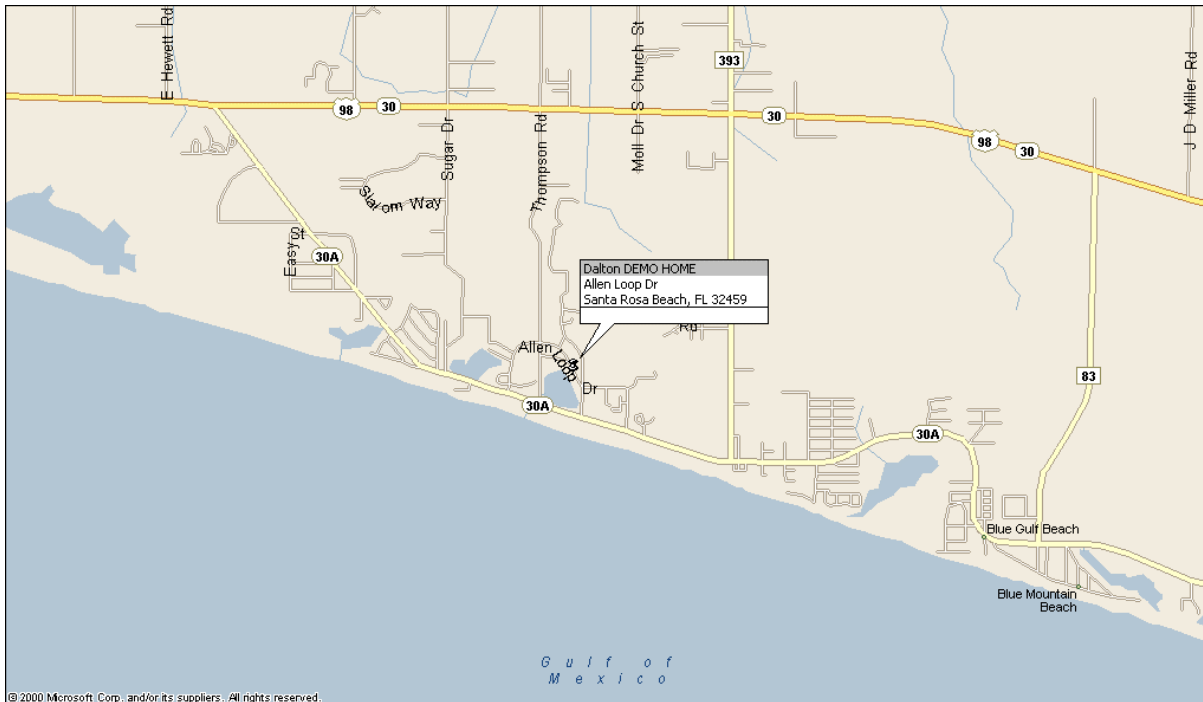 E Hewett Rd
98
30
Sugar Dr
Thompson Rd
Moll Dr
S Church St
393
30
98
30
J D Miller Rd
Slalom Way
Easy St
30A
Dalton DEMO HOME
Allen Loop Dr
Santa Rosa Beach, FL 32459
Rd
Allen Loop Dr
30A
83
30A
Blue Gulf Beach
Blue Mountain
Beach
Gulf of
Mexico
© 2000 Microsoft Corp. and/or its suppliers. All rights reserved.